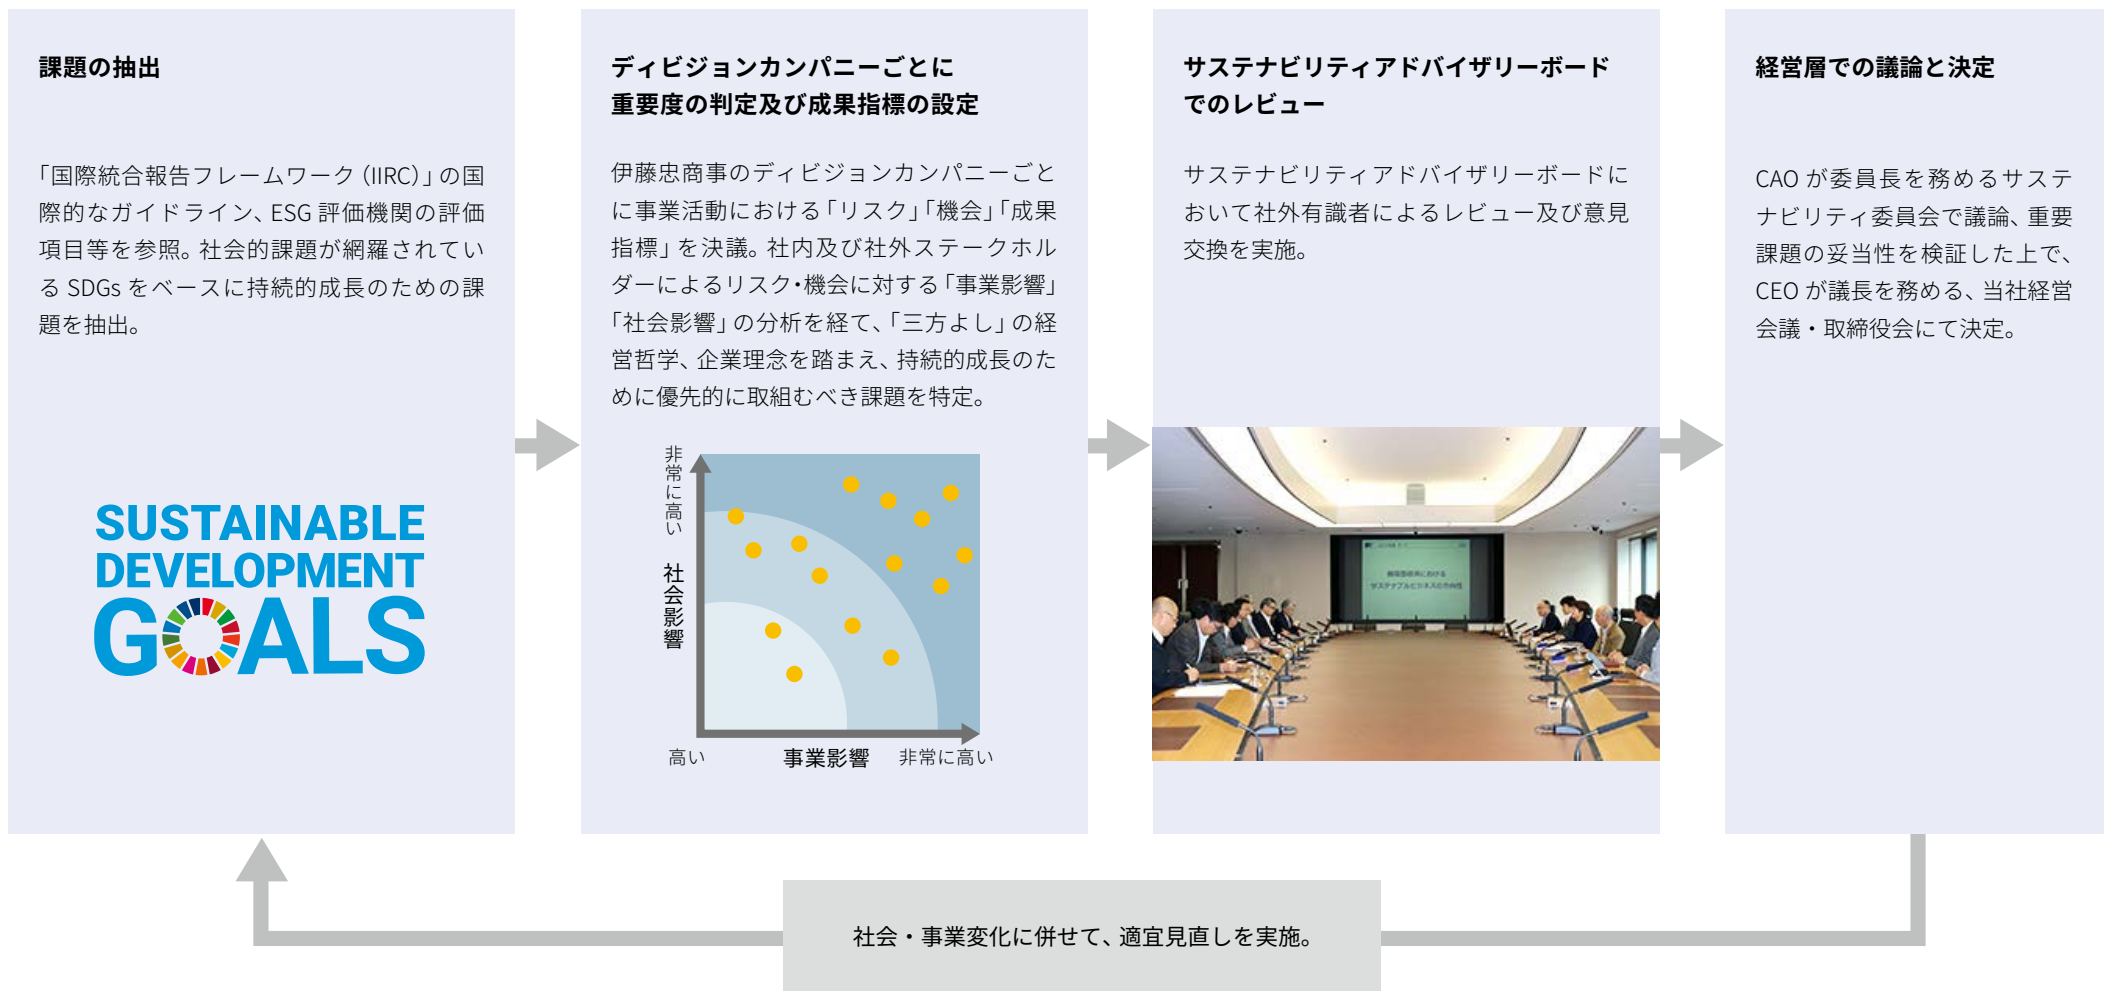 課題の抽出
「国際統合報告フレームワーク（IIRC）」の国
際的なガイドライン、ESG 評価機関の評価
項目等を参照。社会的課題が網羅されてい
る SDGs をベースに持続的成長のための課
題を抽出。
SUSTAINABLE
DEVELOPMENT
GOALS
ディビジョンカンパニーごとに
重要度の判定及び成果指標の設定
伊藤忠商事のディビジョンカンパニーごと
に事業活動における「リスク」「機会」「成果
指標」を決議。社内及び社外ステークホル
ダーによるリスク・機会に対する「事業影響」
「社会影響」の分析を経て、「三方よし」の経
営哲学、企業理念を踏まえ、持続的成長のた
めに優先的に取組むべき課題を特定。
非常に高い
社会影響
高い
事業影響
非常に高い
サステナビリティアドバイザリーボード
でのレビュー
サステナビリティアドバイザリーボードに
おいて社外有識者によるレビュー及び意見
交換を実施。
経営層での議論と決定
CAO が委員長を務めるサステ
ナビリティ委員会で議論、重要
課題の妥当性を検証した上で、
CEO が議長を務める、当社経営
会議・取締役会にて決定。
社会・事業変化に併せて、適宜見直しを実施。